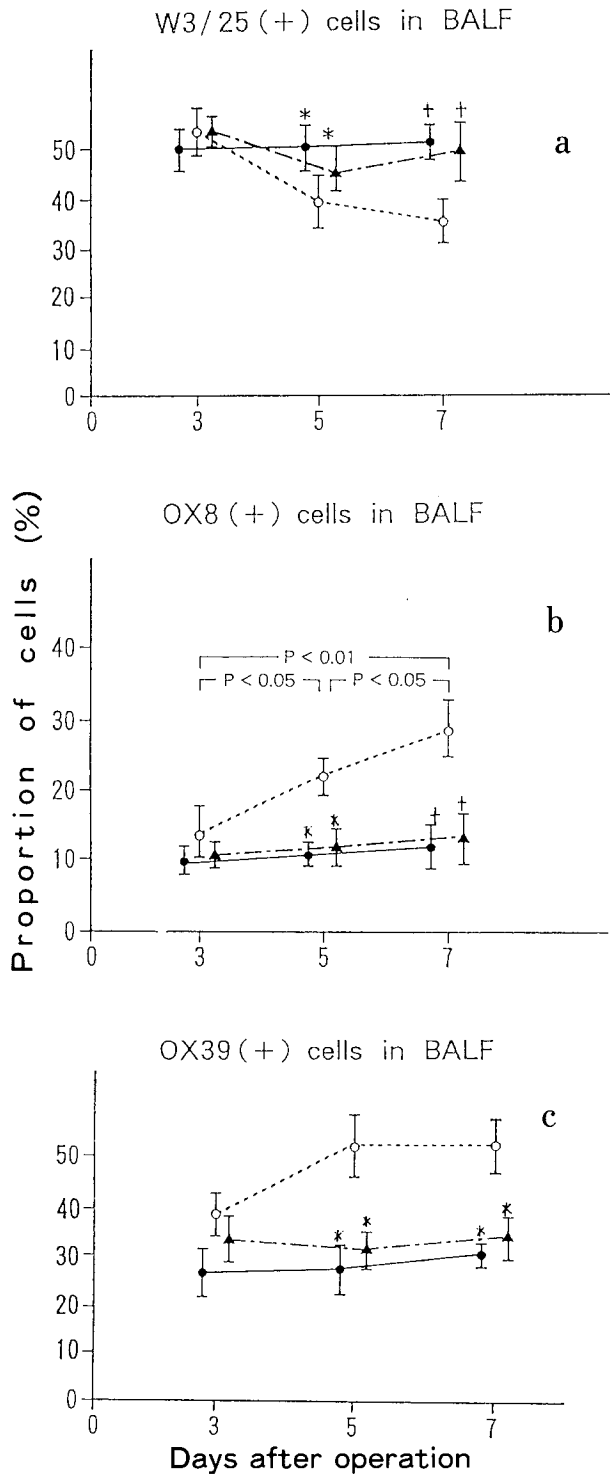 W3/25 (+) cells in BALF
a
50
40
30
20
10
0
* * † †
0 3 5 7
Proportion of cells (%)
OX8 (+) cells in BALF
b
40
30
20
10
0
P < 0.01
P < 0.05 P < 0.05
* * † †
0 3 5 7
OX39 (+) cells in BALF
c
50
40
30
20
10
0
* * * *
0 3 5 7
Days after operation